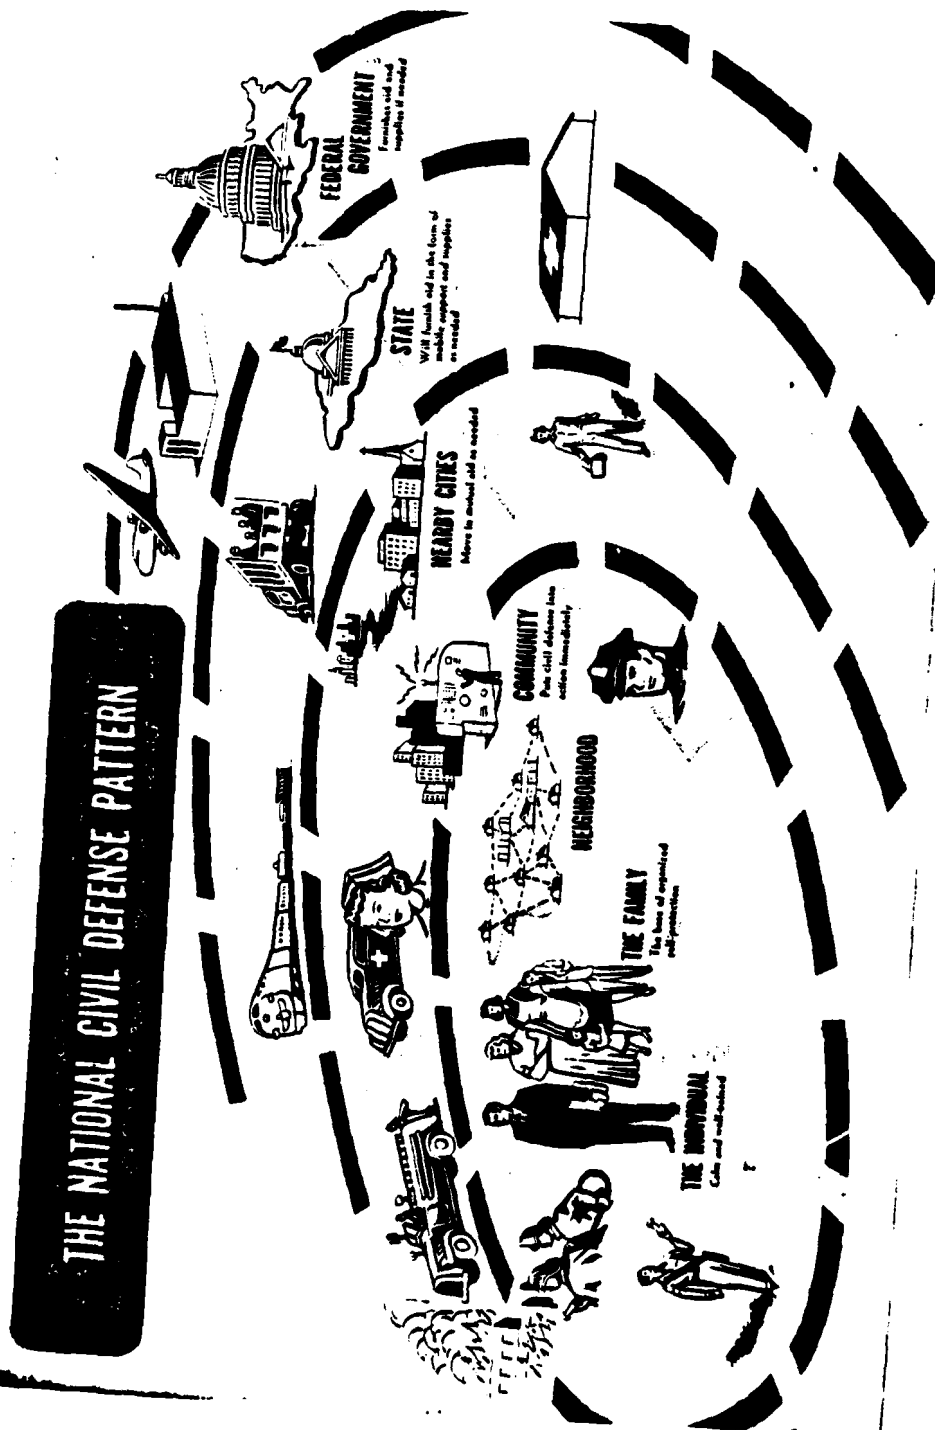 THE NATIONAL CIVIL DEFENSE PATTERN
THE INDIVIDUAL
Calm and well-trained
THE FAMILY
The base of organized
self-protection
NEIGHBORHOOD
COMMUNITY
Puts civil defense into
action immediately
NEARBY CITIES
Move in mutual aid as needed
STATE
Will furnish aid in the form of
mobile support and supplies
as needed
FEDERAL
GOVERNMENT
Furnishes aid and
supplies if needed